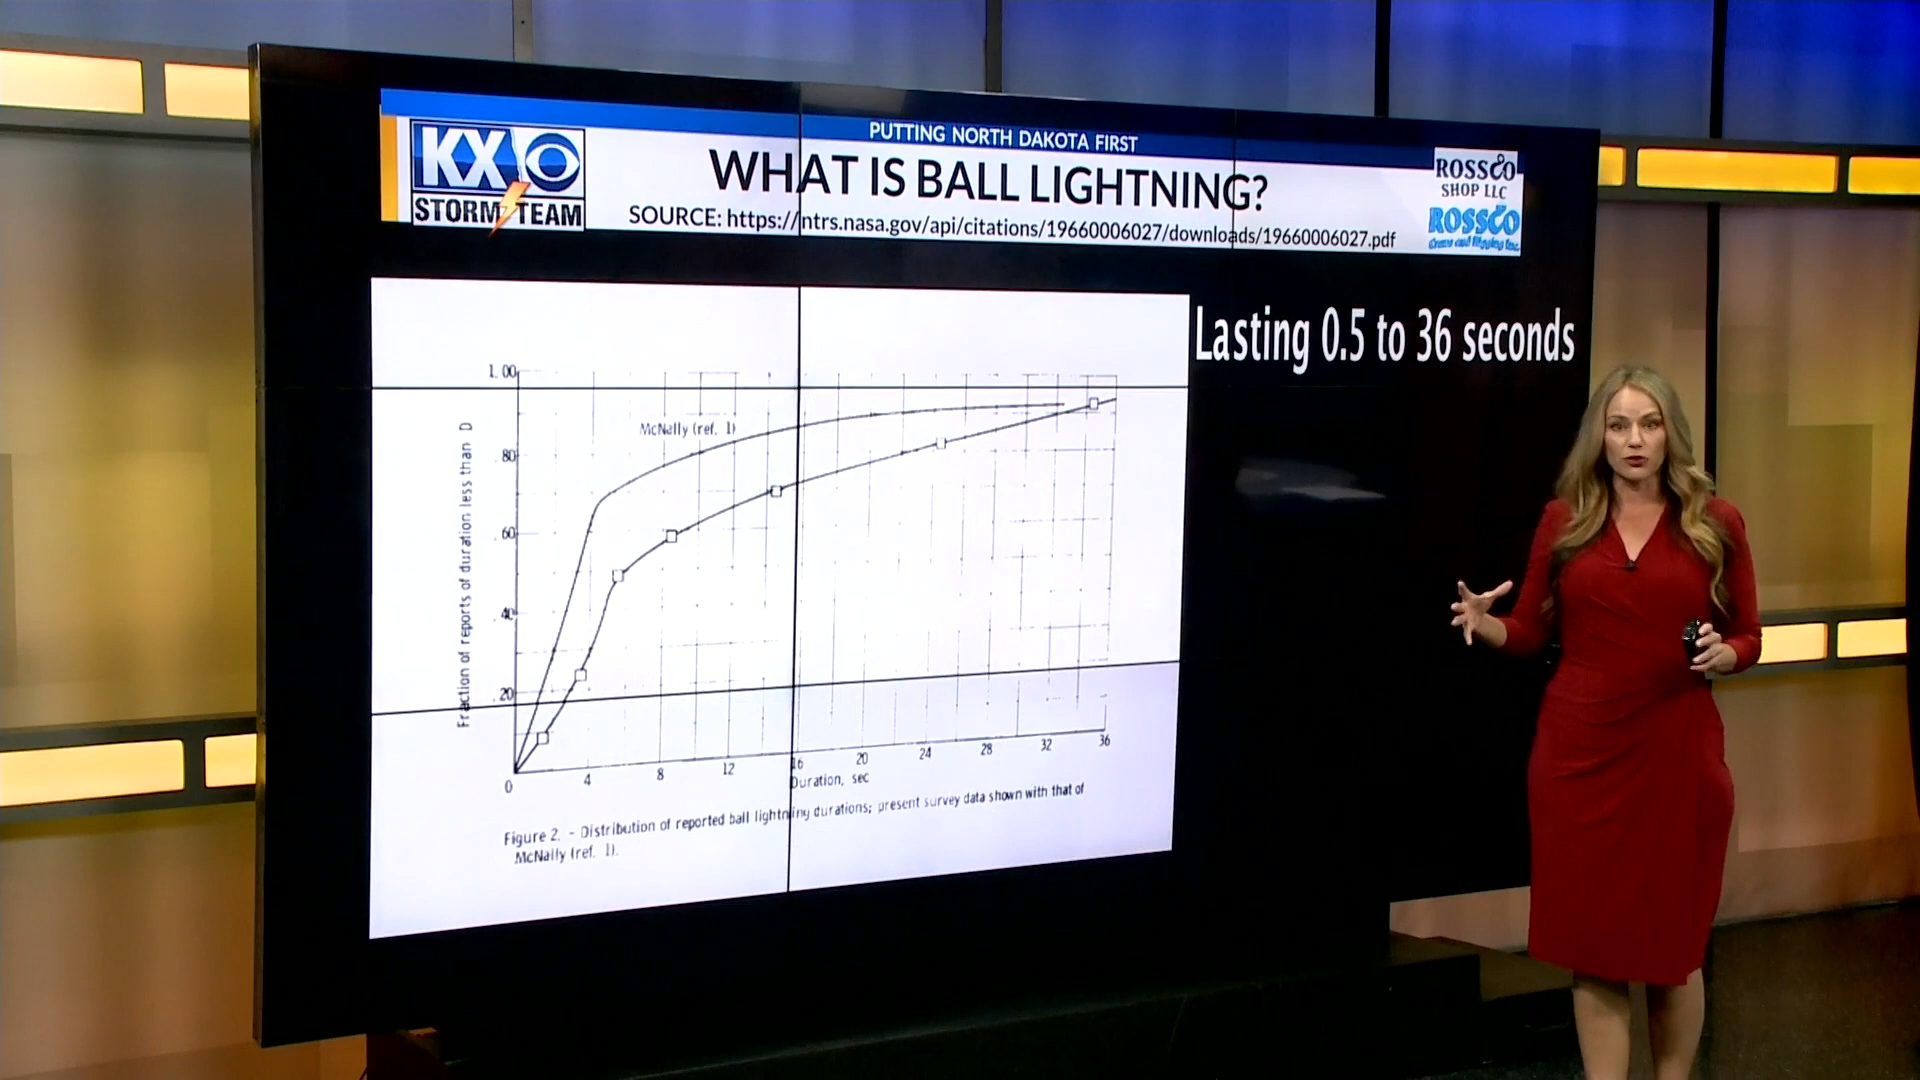 PUTTING NORTH DAKOTA FIRST
KX
STORM TEAM
WHAT IS BALL LIGHTNING?
SOURCE: https://ntrs.nasa.gov/api/citations/19660006027/downloads/19660006027.pdf
ROSSCO
SHOP LLC
ROSSCO
Crane and Rigging Inc.
Lasting 0.5 to 36 seconds
1.00
.80
.60
.40
.20
0
Fraction of reports of duration less than D
McNally (ref. 1)
4 8 12 16 20 24 28 32 36
Duration, sec
Figure 2. - Distribution of reported ball lightning durations; present survey data shown with that of
McNally (ref. 1).